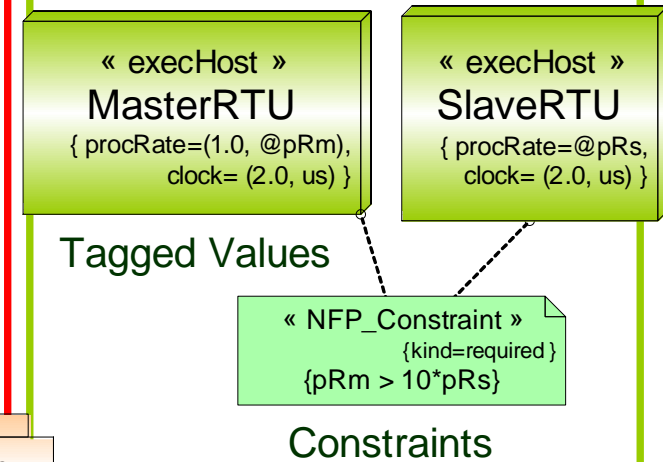 « execHost »
MasterRTU
{ procRate=(1.0, @pRm),
clock= (2.0, us) }
« execHost »
SlaveRTU
{ procRate=@pRs,
clock= (2.0, us) }
Tagged Values
« NFP_Constraint »
{kind=required }
{pRm > 10*pRs}
Constraints